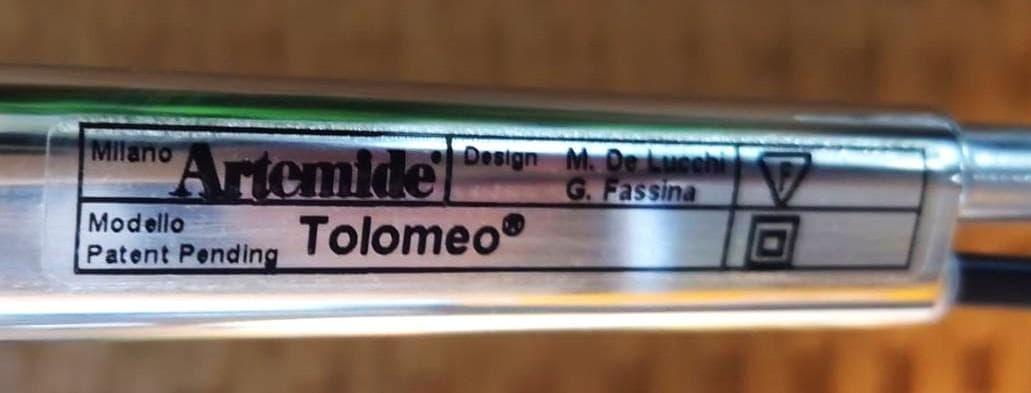 Milano Artemide®
Design M. De Lucchi
G. Fassina
F
Modello
Patent Pending
Tolomeo®